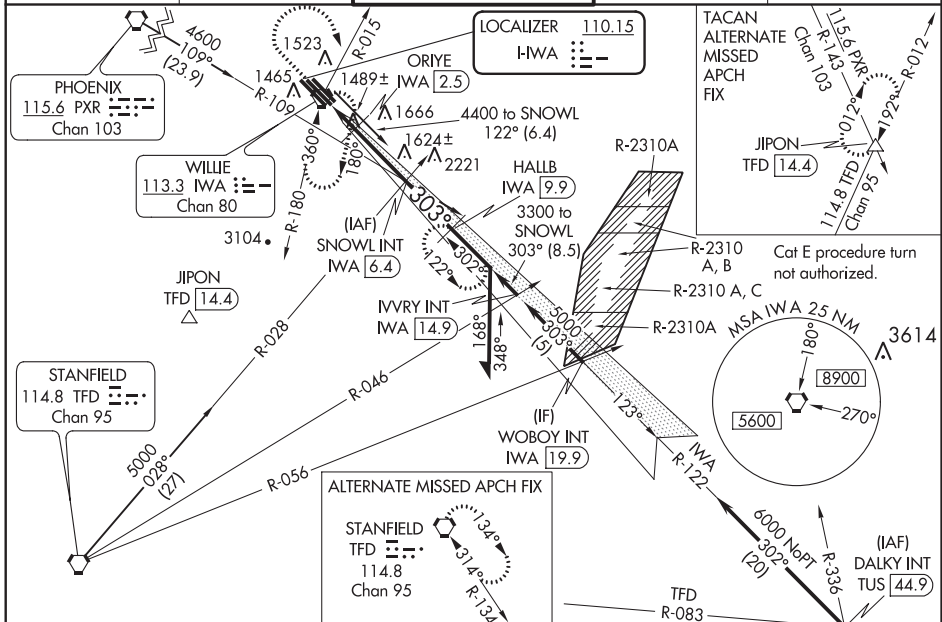 4600
109°
(23.9)
R-109
PHOENIX
115.6 PXR
Chan 103
1523
1465
R-015
LOCALIZER 110.15
I-IWA
ORIYE
IWA 2.5
1489±
1666
4400 to SNOWL
122° (6.4)
1624±
2221
WILLIE
113.3 IWA
Chan 80
360°
180°
R-180
3104
303°
HALLB
IWA 9.9
3300 to
SNOWL
303° (8.5)
(IAF)
SNOWL INT
IWA 6.4
JIPON
TFD 14.4
302°
122°
IVVRY INT
IWA 14.9
168°
348°
5000
303°
(5)
R-2310A
R-2310
A, B
R-2310 A, C
R-2310A
TACAN
ALTERNATE
MISSED
APCH
FIX
115.6 PXR
R-143
Chan 103
R-012
012°
192°
JIPON
TFD 14.4
114.8 TFD
Chan 95
Cat E procedure turn
not authorized.
MSA IWA 25 NM
180°
8900
5600
270°
3614
STANFIELD
114.8 TFD
Chan 95
R-028
R-046
R-056
5000
028°
(27)
(IF)
WOBOY INT
IWA 19.9
123°
IWA
R-122
ALTERNATE MISSED APCH FIX
STANFIELD
TFD
114.8
Chan 95
134°
314°
R-134
6000 NoPT
302°
(20)
R-336
(IAF)
DALKY INT
TUS 44.9
TFD
R-083